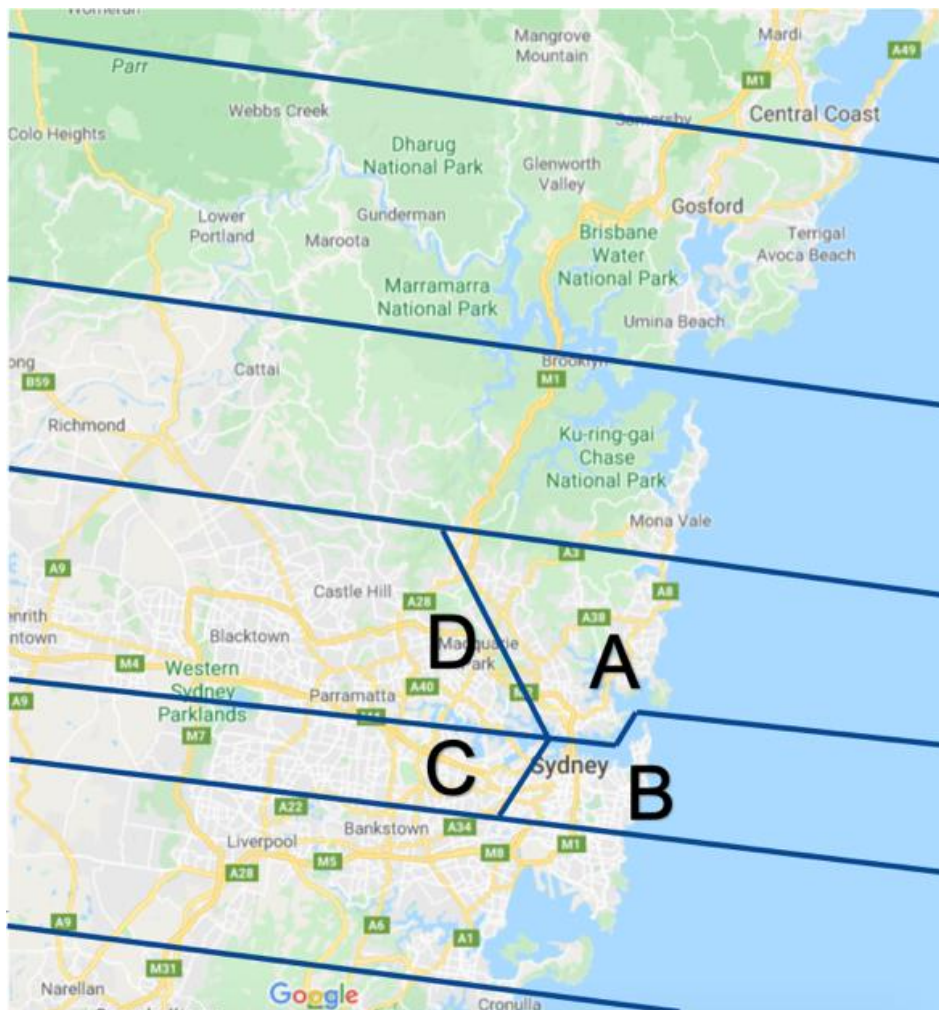 Mangrove
Mountain
Mardi
A49
Parr
M1
Webbs Creek
Central Coast
Somersby
Colo Heights
Dharug
National Park
Glenworth
Valley
Gosford
Lower
Portland
Gunderman
Maroota
Brisbane
Water
National Park
Terrigal
Avoca Beach
Marramarra
National Park
Umina Beach
Brooklyn
ong
B59
Cattai
M1
Richmond
Ku-ring-gai
Chase
National Park
Mona Vale
A3
A9
A8
Castle Hill
A28
A38
enrith
ntown
Blacktown
D
Macquarie
Park
A
M4
Western
Sydney
Parklands
A40
Parramatta
A9
M7
C
Sydney
B
A22
Bankstown
A34
Liverpool
M8
M1
M5
A28
A9
A6
A1
M31
Narellan
Google
Cronulla